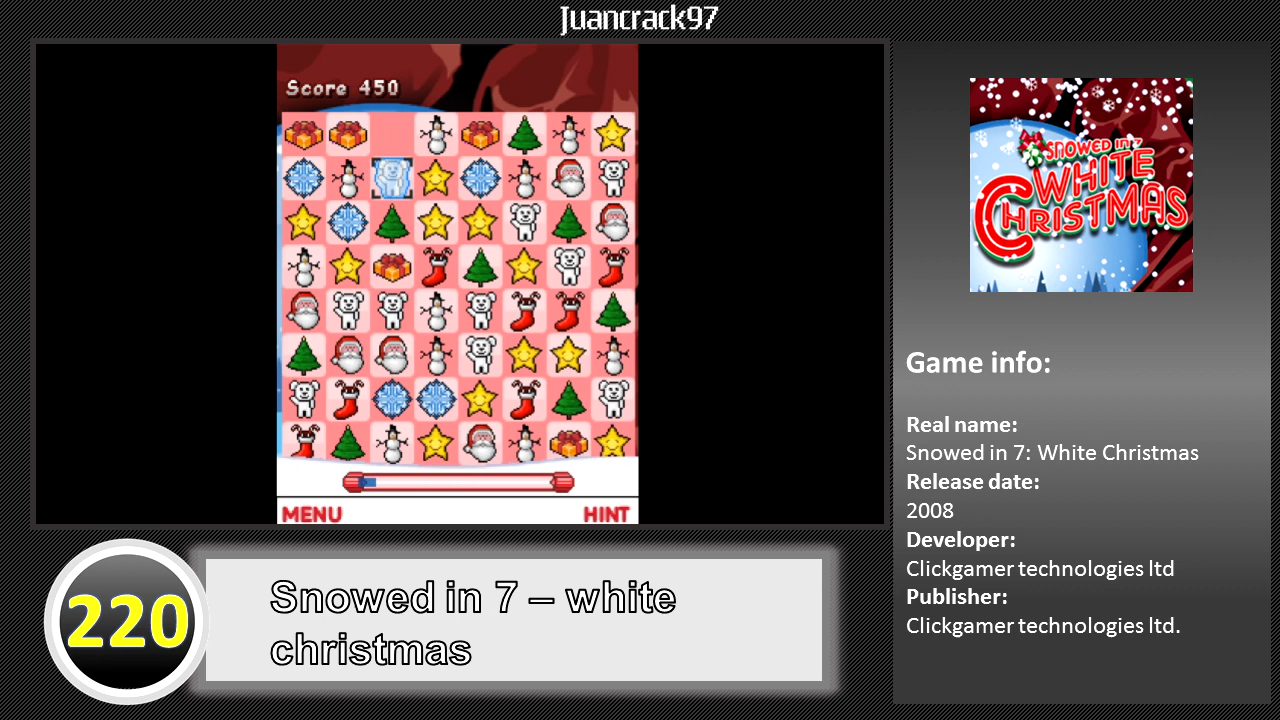 Juancrack97
Score 450
SNOWED IN 7
WHITE
CHRISTMAS
Game info:
Real name:
Snowed in 7: White Christmas
Release date:
2008
Developer:
Clickgamer technologies ltd
Publisher:
Clickgamer technologies ltd.
MENU
HINT
220
Snowed in 7 – white
christmas